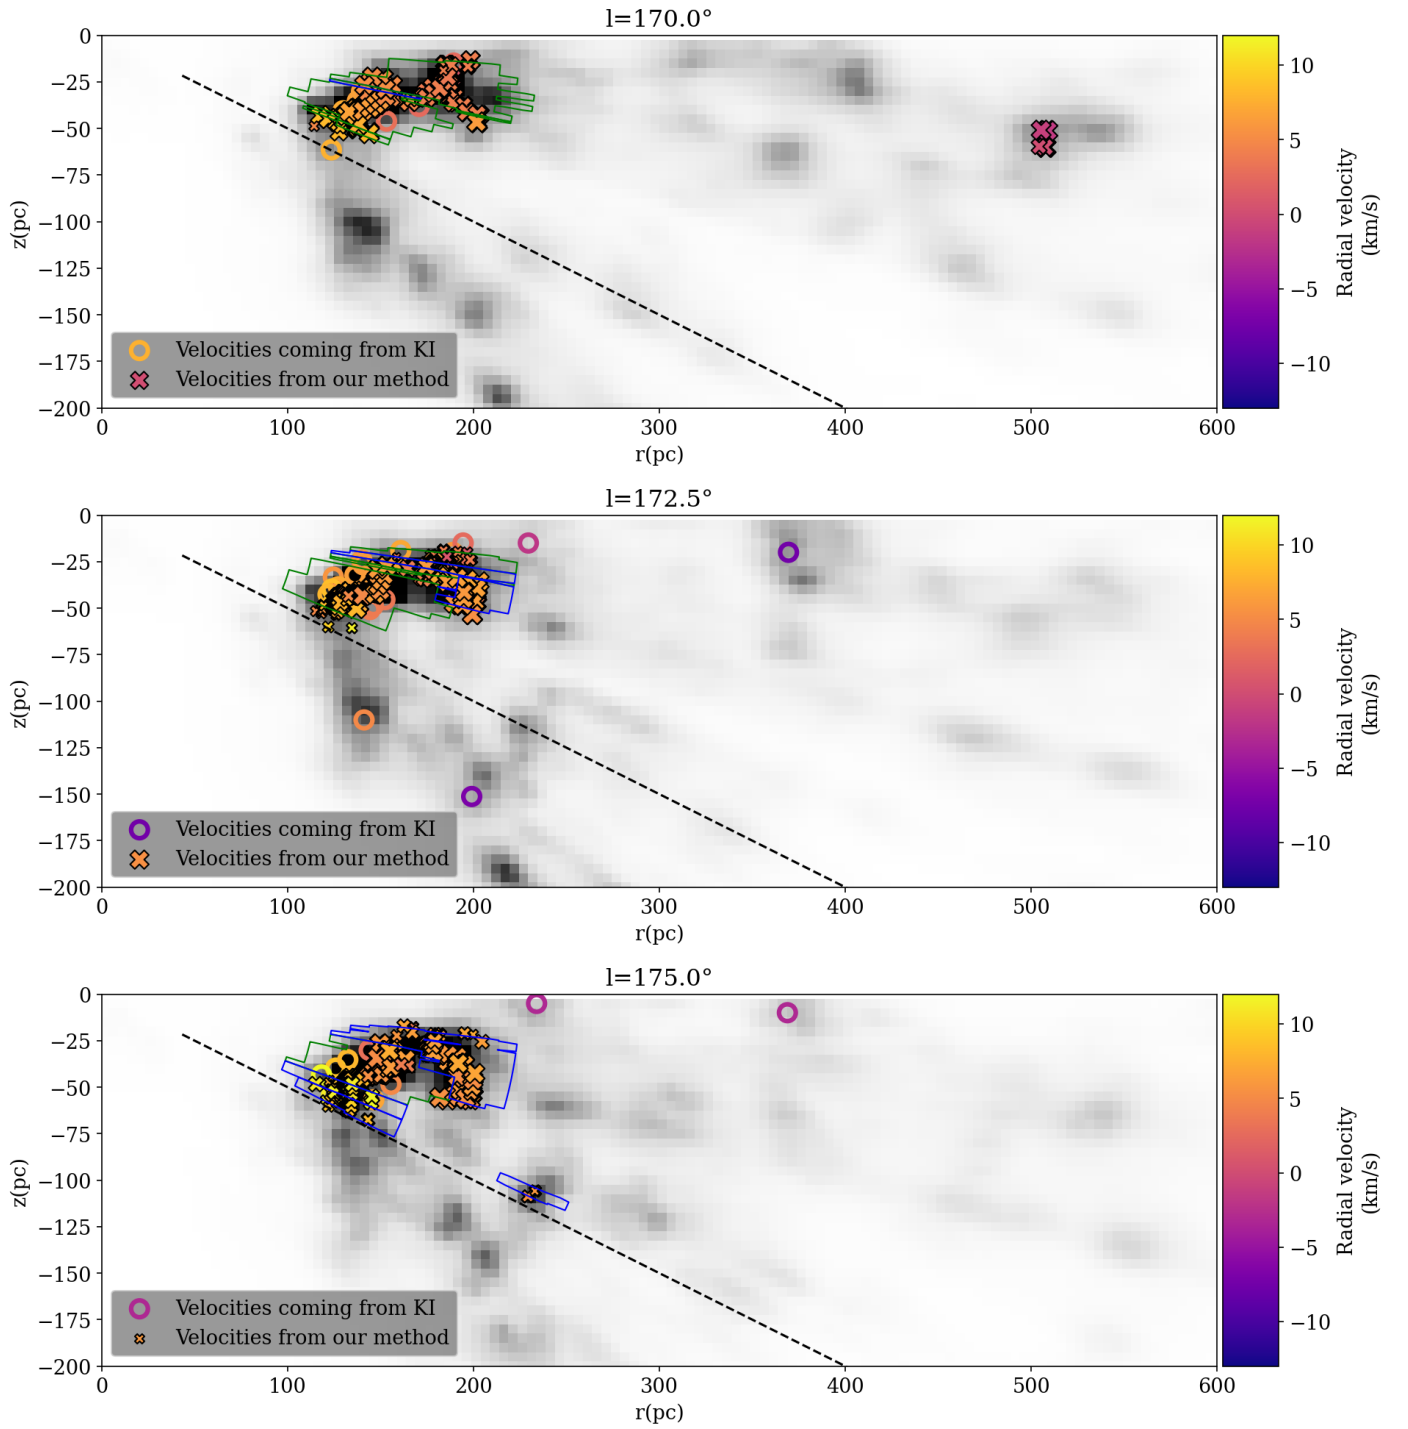 l=170.0°
0
−25
−50
−75
−100
−125
−150
−175
−200
z(pc)
Velocities coming from KI
Velocities from our method
0 100 200 300 400 500 600
r(pc)
10
5
0
−5
−10
Radial velocity
(km/s)
l=172.5°
0
−25
−50
−75
−100
−125
−150
−175
−200
z(pc)
Velocities coming from KI
Velocities from our method
0 100 200 300 400 500 600
r(pc)
10
5
0
−5
−10
Radial velocity
(km/s)
l=175.0°
0
−25
−50
−75
−100
−125
−150
−175
−200
z(pc)
Velocities coming from KI
Velocities from our method
0 100 200 300 400 500 600
r(pc)
10
5
0
−5
−10
Radial velocity
(km/s)